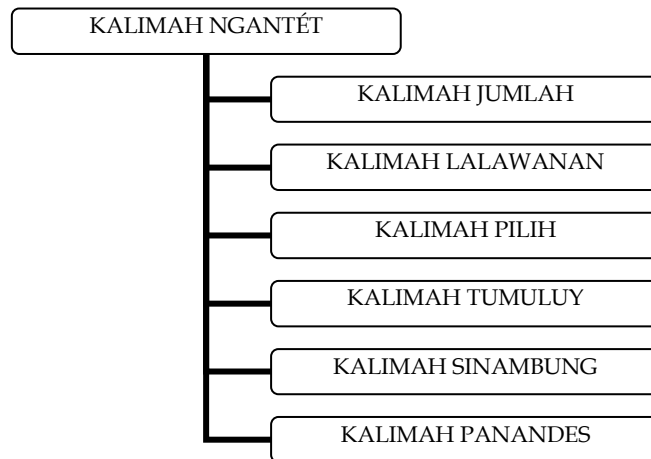 KALIMAH NGANTÉT
KALIMAH JUMLAH
KALIMAH LALAWANAN
KALIMAH PILIH
KALIMAH TUMULUY
KALIMAH SINAMBUNG
KALIMAH PANANDES